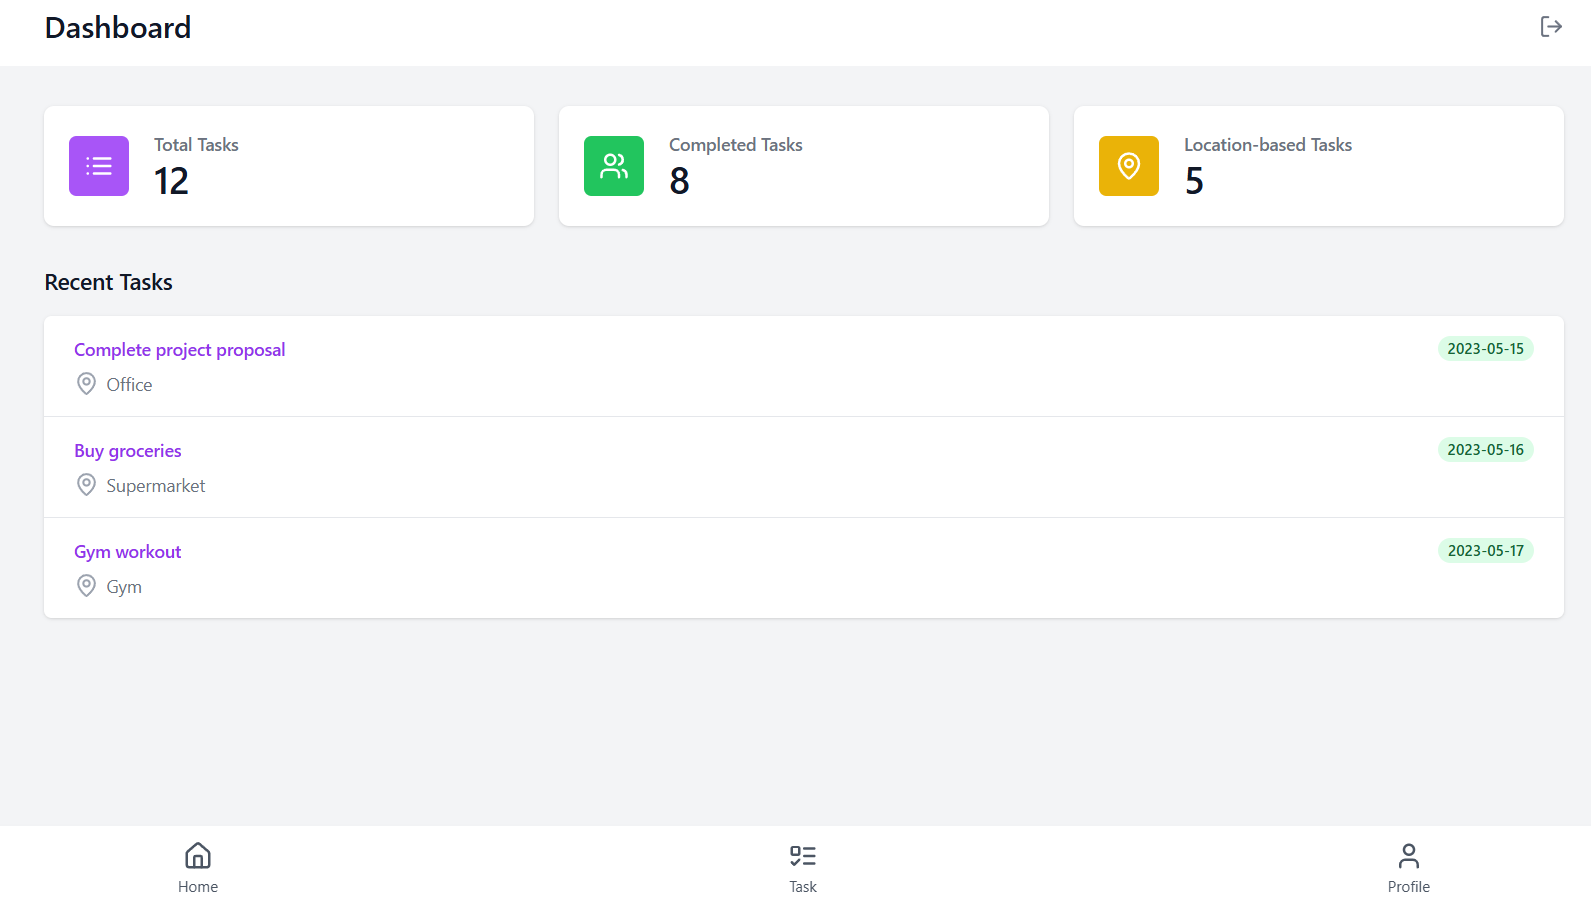 Dashboard
Total Tasks
12
Completed Tasks
8
Location-based Tasks
5
Recent Tasks
Complete project proposal
2023-05-15
Office
Buy groceries
2023-05-16
Supermarket
Gym workout
2023-05-17
Gym
Home
Task
Profile